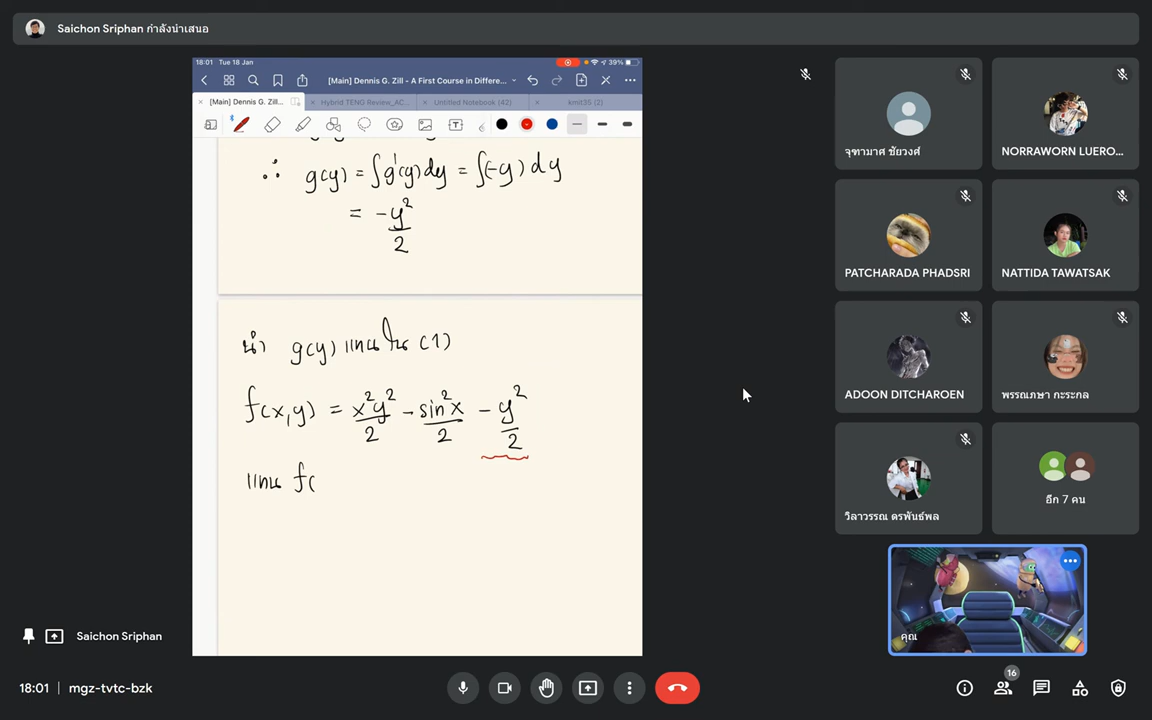 Saichon Sriphan กำลังนำเสนอ
18:01 Tue 18 Jan
39%
[Main] Dennis G. Zill - A First Course in Differe...
[Main] Dennis G. Zill...
Hybrid TENG Review_AC...
Untitled Notebook (42)
kmit35 (2)
∴ g(y) = ∫g'(y)dy = ∫(-y)dy
= -y²/2
นำ g(y) แทนใน (1)
f(x,y) = x²y²/2 - sin²x/2 - y²/2
แทน f(
จุฑามาศ ชัยวงศ์
NORRAWORN LUERO...
PATCHARADA PHADSRI
NATTIDA TAWATSAK
ADOON DITCHAROEN
พรรณภษา กะระกล
วิลาวรรณ ดรพันธ์พล
อีก 7 คน
คุณ
Saichon Sriphan
18:01 | mgz-tvtc-bzk
16